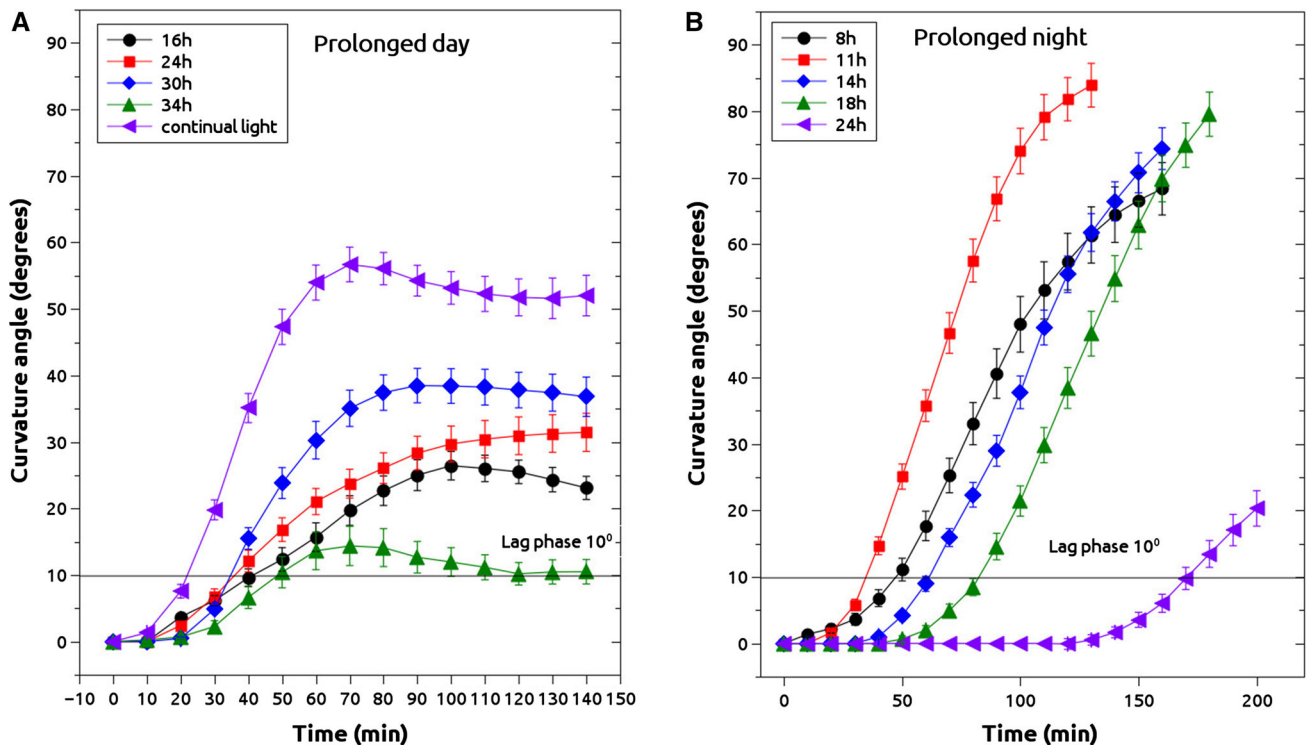 A
Prolonged day
16h
24h
30h
34h
continual light
Curvature angle (degrees)
90
80
70
60
50
40
30
20
10
0
Lag phase 10⁰
−10 0 10 20 30 40 50 60 70 80 90 100 110 120 130 140 150
Time (min)
B
Prolonged night
8h
11h
14h
18h
24h
Curvature angle (degrees)
90
80
70
60
50
40
30
20
10
0
Lag phase 10⁰
0 50 100 150 200
Time (min)